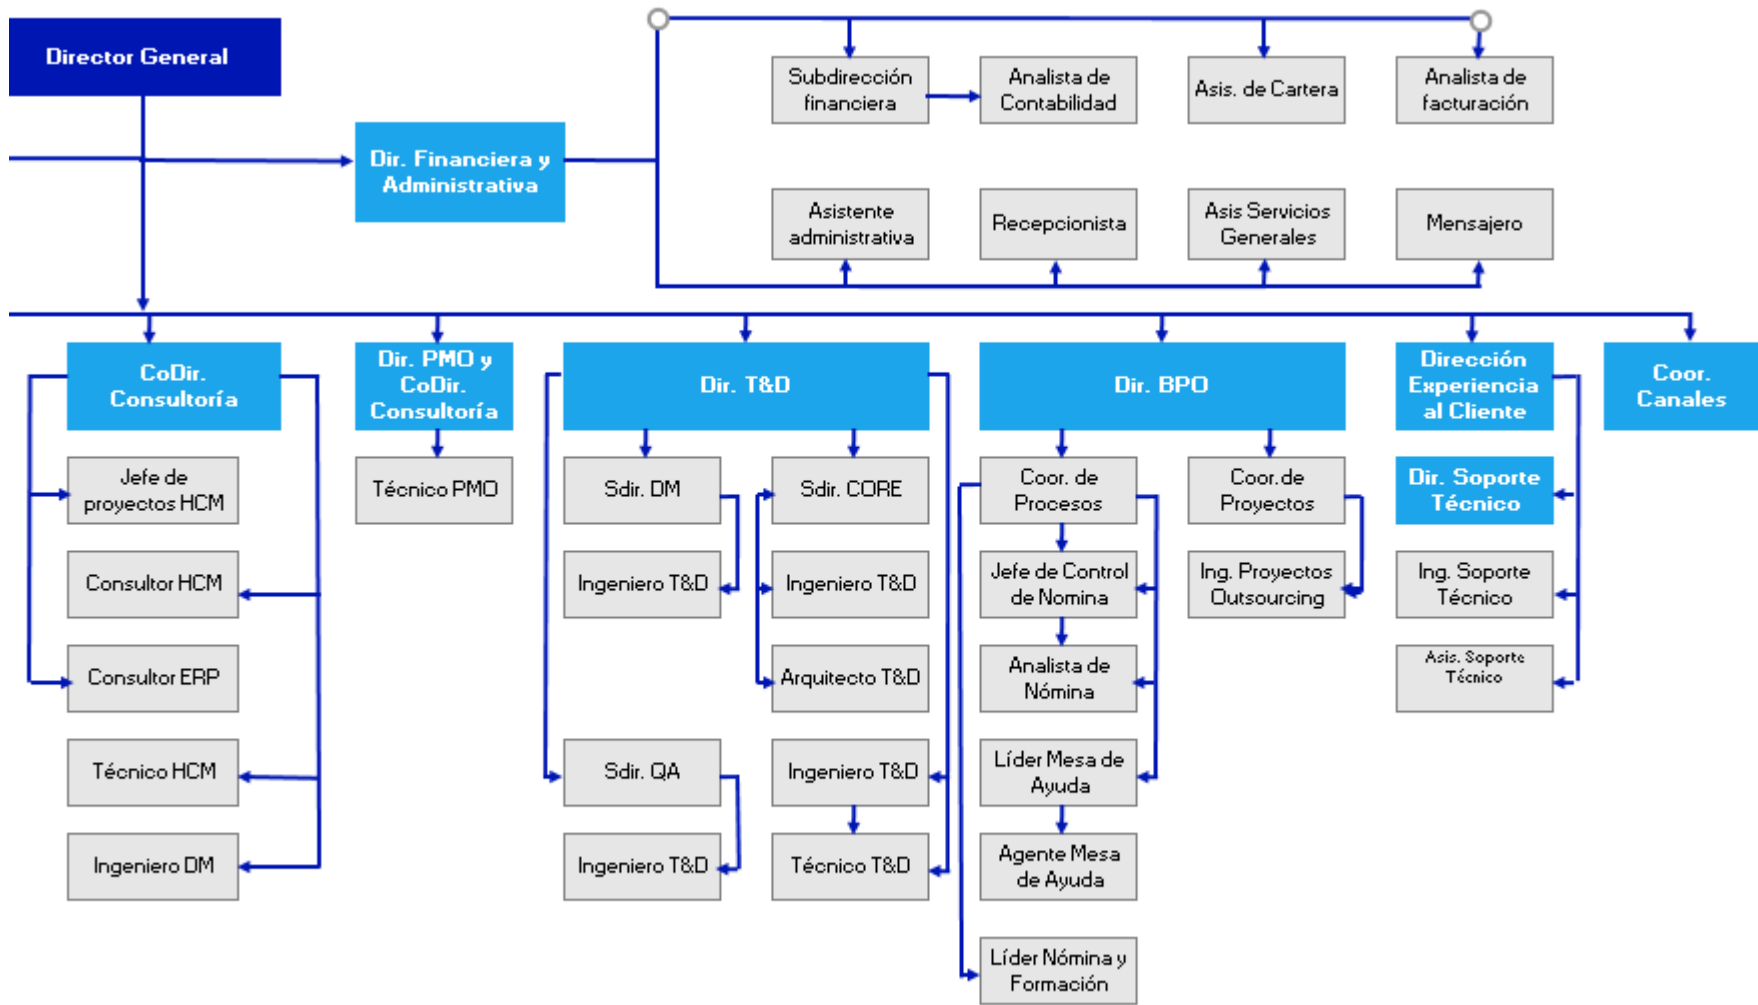 Director General
Subdirección
financiera
Analista de
Contabilidad
Asis. de Cartera
Analista de
facturación
Dir. Financiera y
Administrativa
Asistente
administrativa
Recepcionista
Asis Servicios
Generales
Mensajero
CoDir.
Consultoría
Dir. PMO y
CoDir.
Consultoría
Dir. T&D
Dir. BPO
Dirección
Experiencia
al Cliente
Coor.
Canales
Jefe de
proyectos HCM
Técnico PMO
Sdir. DM
Sdir. CORE
Coor. de
Procesos
Coor.de
Proyectos
Dir. Soporte
Técnico
Consultor HCM
Ingeniero T&D
Ingeniero T&D
Jefe de Control
de Nomina
Ing. Proyectos
Outsourcing
Ing. Soporte
Técnico
Consultor ERP
Arquitecto T&D
Analista de
Nómina
Asis. Soporte
Técnico
Técnico HCM
Sdir. QA
Ingeniero T&D
Líder Mesa de
Ayuda
Ingeniero DM
Ingeniero T&D
Técnico T&D
Agente Mesa
de Ayuda
Líder Nómina y
Formación